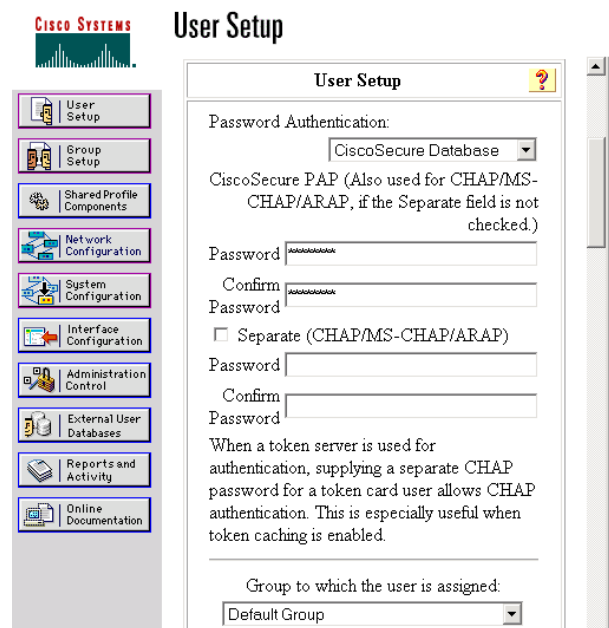 CISCO SYSTEMS
User Setup
User
Setup
Group
Setup
Shared Profile
Components
Network
Configuration
System
Configuration
Interface
Configuration
Administration
Control
External User
Databases
Reports and
Activity
Online
Documentation
User Setup
?
Password Authentication:
CiscoSecure Database
CiscoSecure PAP (Also used for CHAP/MS-
CHAP/ARAP, if the Separate field is not
checked.)
Password ********
Confirm
Password ********
Separate (CHAP/MS-CHAP/ARAP)
Password
Confirm
Password
When a token server is used for
authentication, supplying a separate CHAP
password for a token card user allows CHAP
authentication. This is especially useful when
token caching is enabled.
Group to which the user is assigned:
Default Group